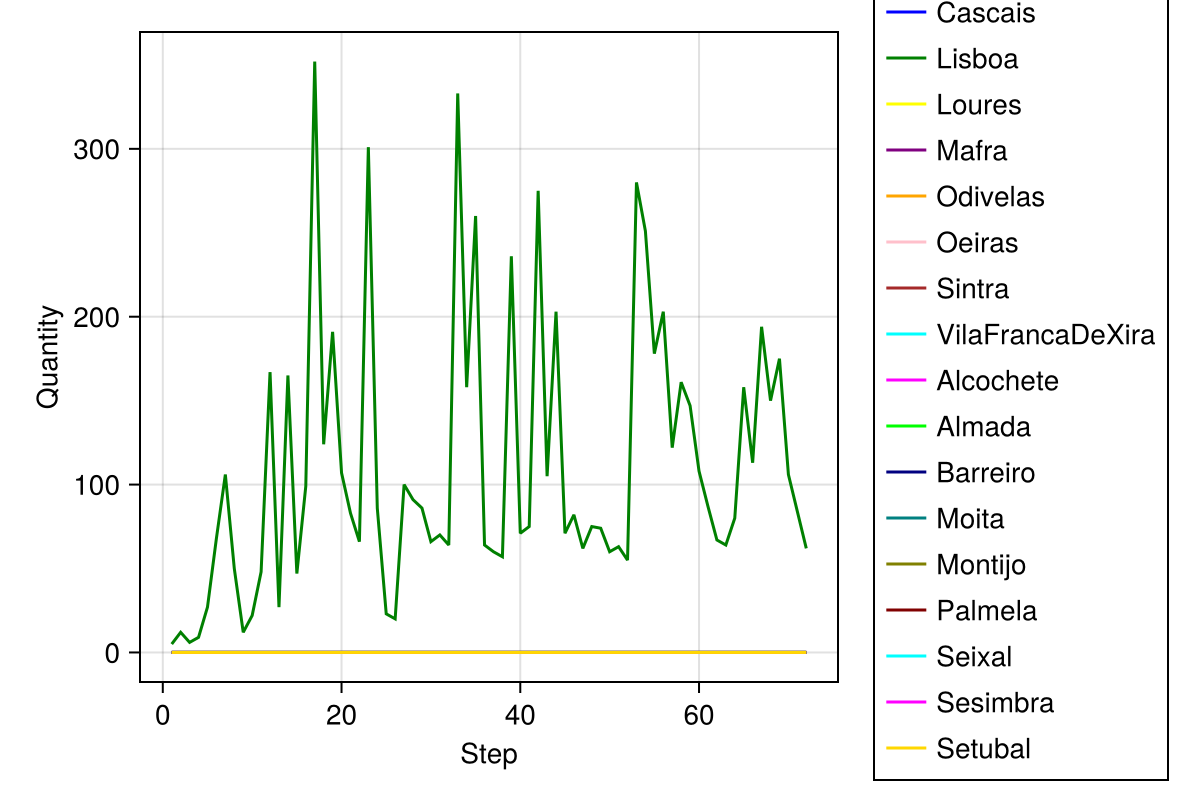 Cascais
Lisboa
Loures
Mafra
Odivelas
Oeiras
Sintra
VilaFrancaDeXira
Alcochete
Almada
Barreiro
Moita
Montijo
Palmela
Seixal
Sesimbra
Setubal
300
200
100
0
Quantity
0 20 40 60
Step